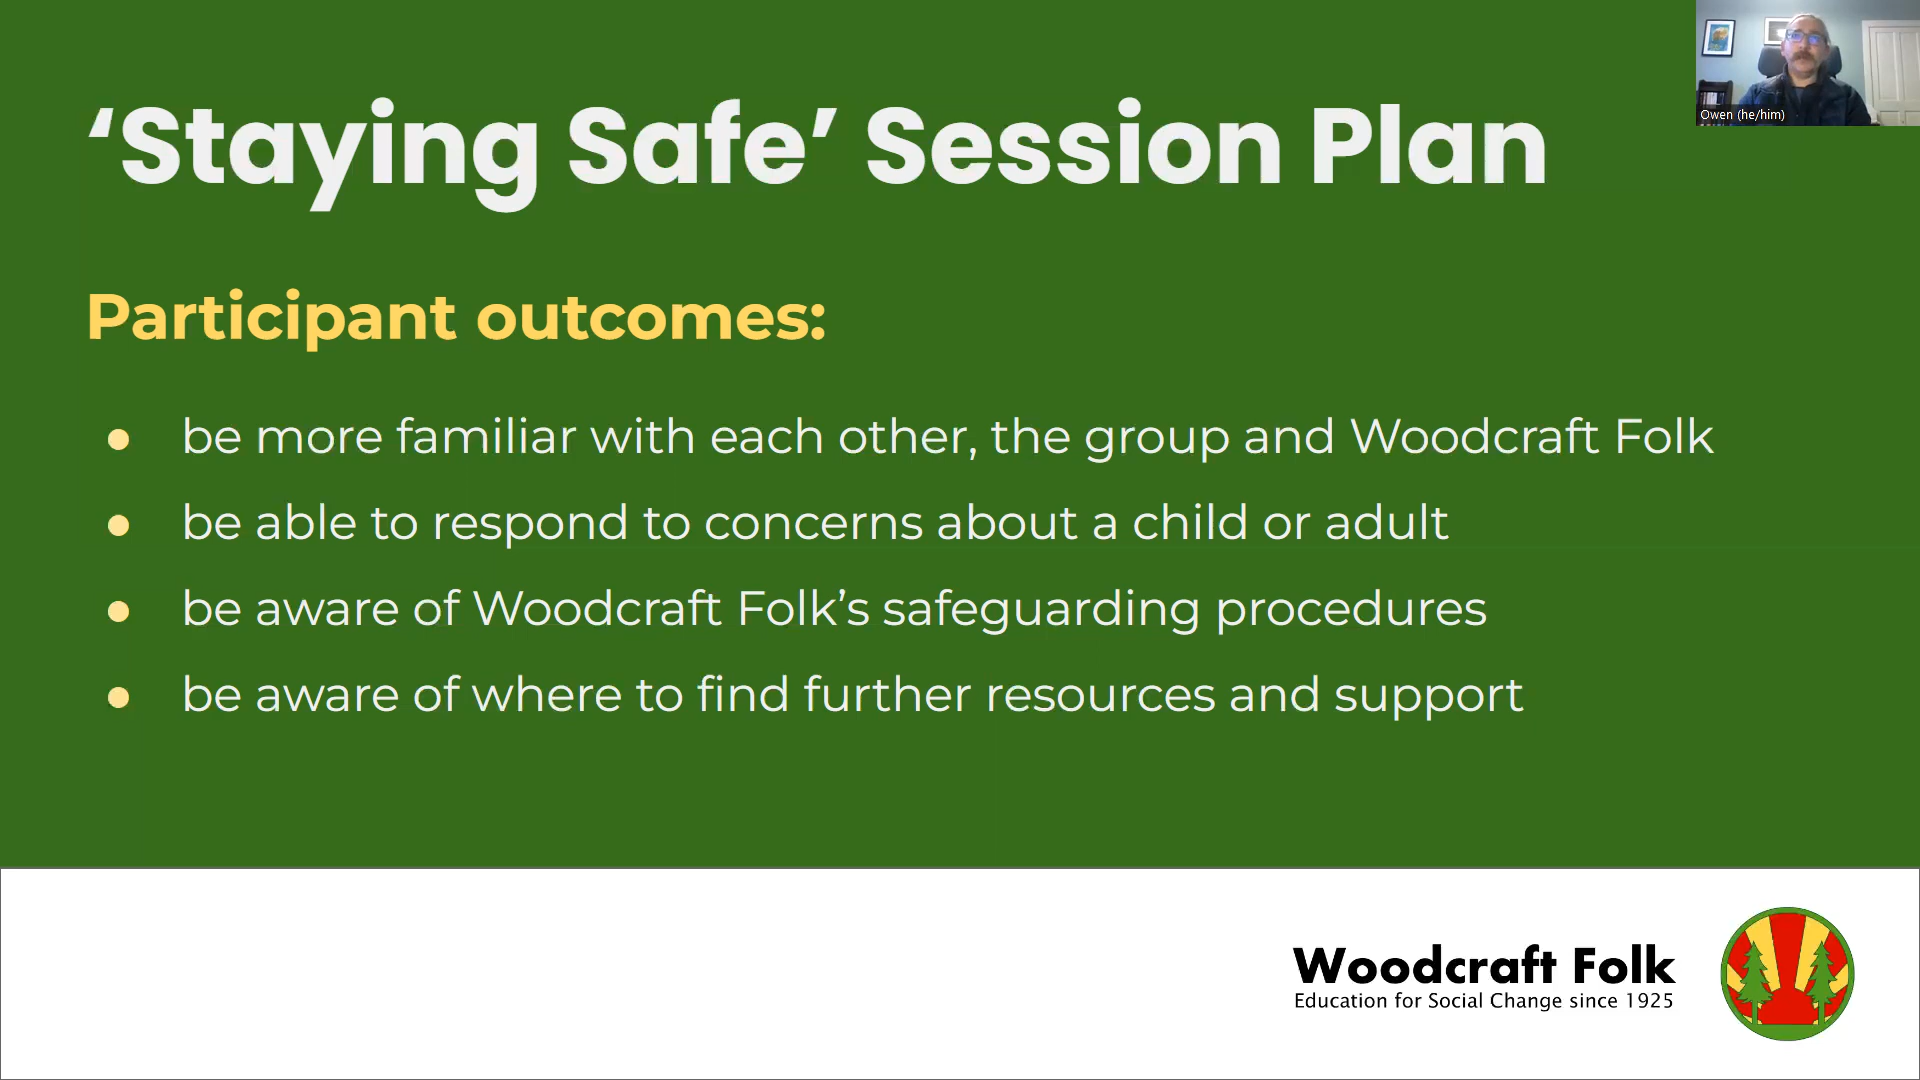 ‘Staying Safe’ Session Plan
Owen (he/him)
Participant outcomes:
● be more familiar with each other, the group and Woodcraft Folk
● be able to respond to concerns about a child or adult
● be aware of Woodcraft Folk’s safeguarding procedures
● be aware of where to find further resources and support
Woodcraft Folk
Education for Social Change since 1925